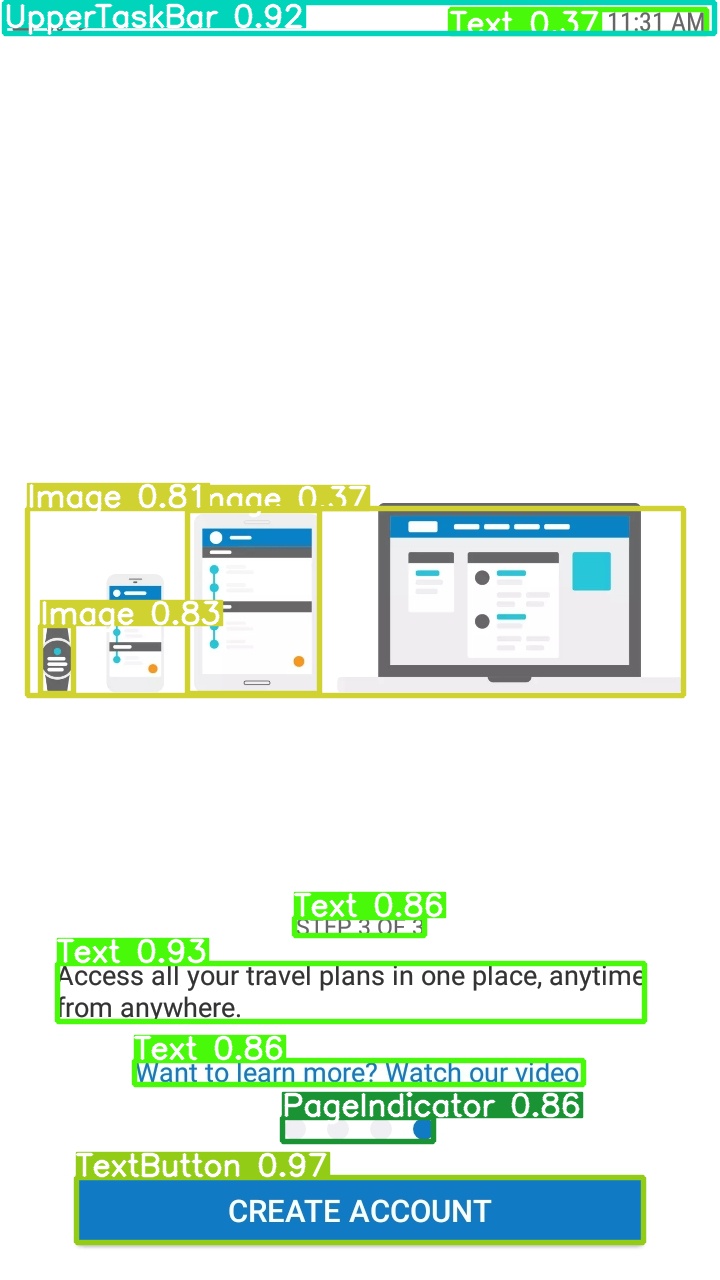 UpperTaskBar 0.92
Text 0.37
11:31 AM
Image 0.81
mage 0.37
Image 0.83
Text 0.86
STEP 3 OF 3
Text 0.93
Access all your travel plans in one place, anytime
from anywhere.
Text 0.86
Want to learn more? Watch our video
PageIndicator 0.86
TextButton 0.97
CREATE ACCOUNT